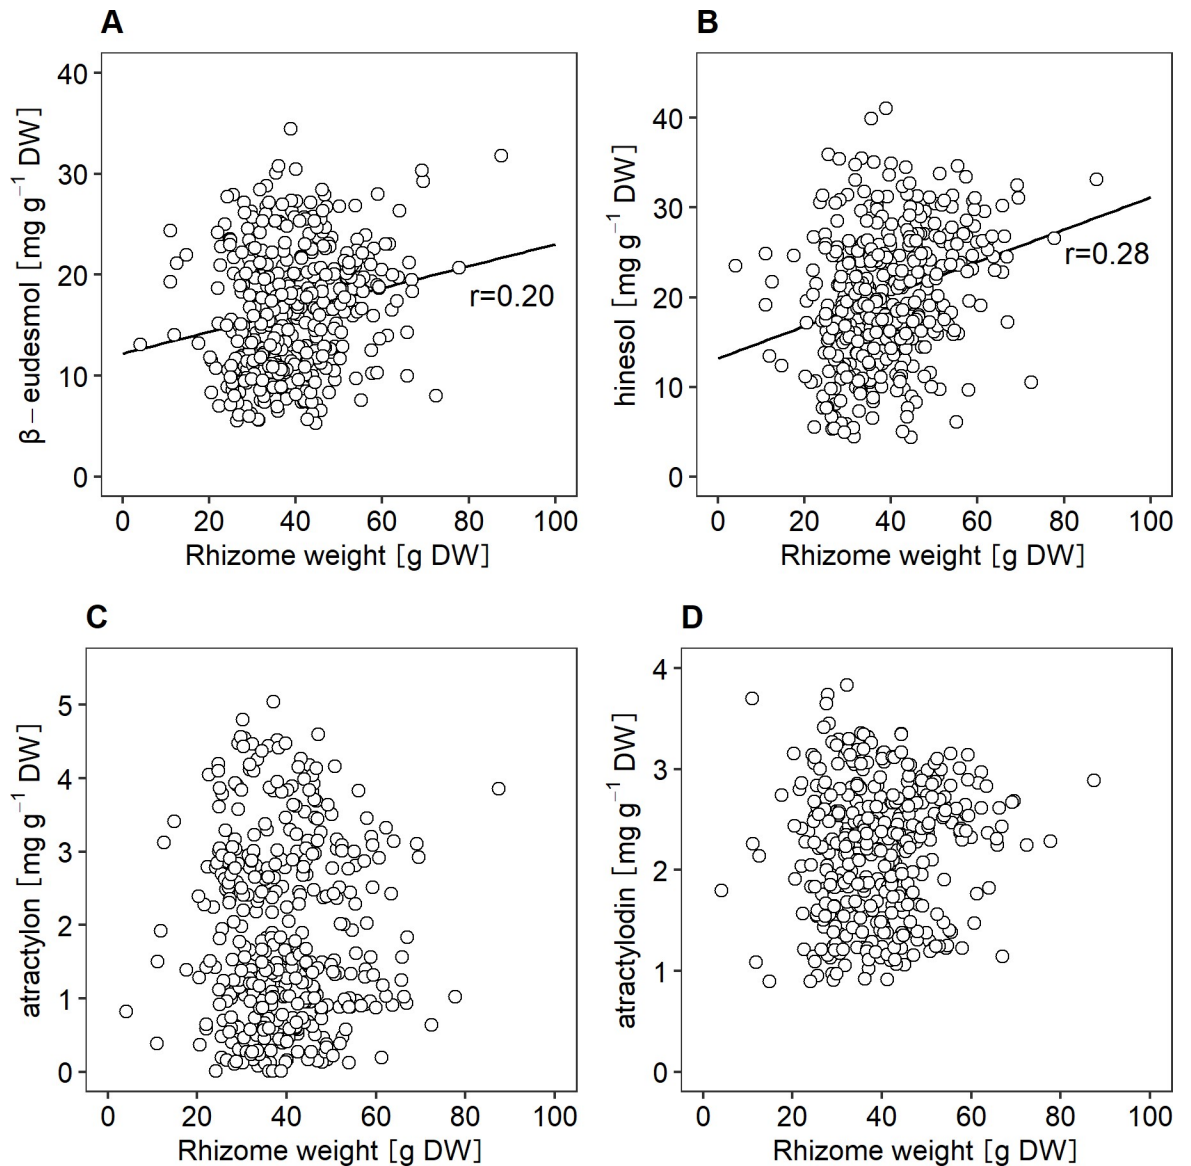 A
B
β − eudesmol [mg g⁻¹ DW]
40
30
20
10
0
r=0.20
0 20 40 60 80 100
Rhizome weight [g DW]
hinesol [mg g⁻¹ DW]
40
30
20
10
0
r=0.28
0 20 40 60 80 100
Rhizome weight [g DW]
C
D
atractylon [mg g⁻¹ DW]
5
4
3
2
1
0
0 20 40 60 80 100
Rhizome weight [g DW]
atractylodin [mg g⁻¹ DW]
4
3
2
1
0
0 20 40 60 80 100
Rhizome weight [g DW]